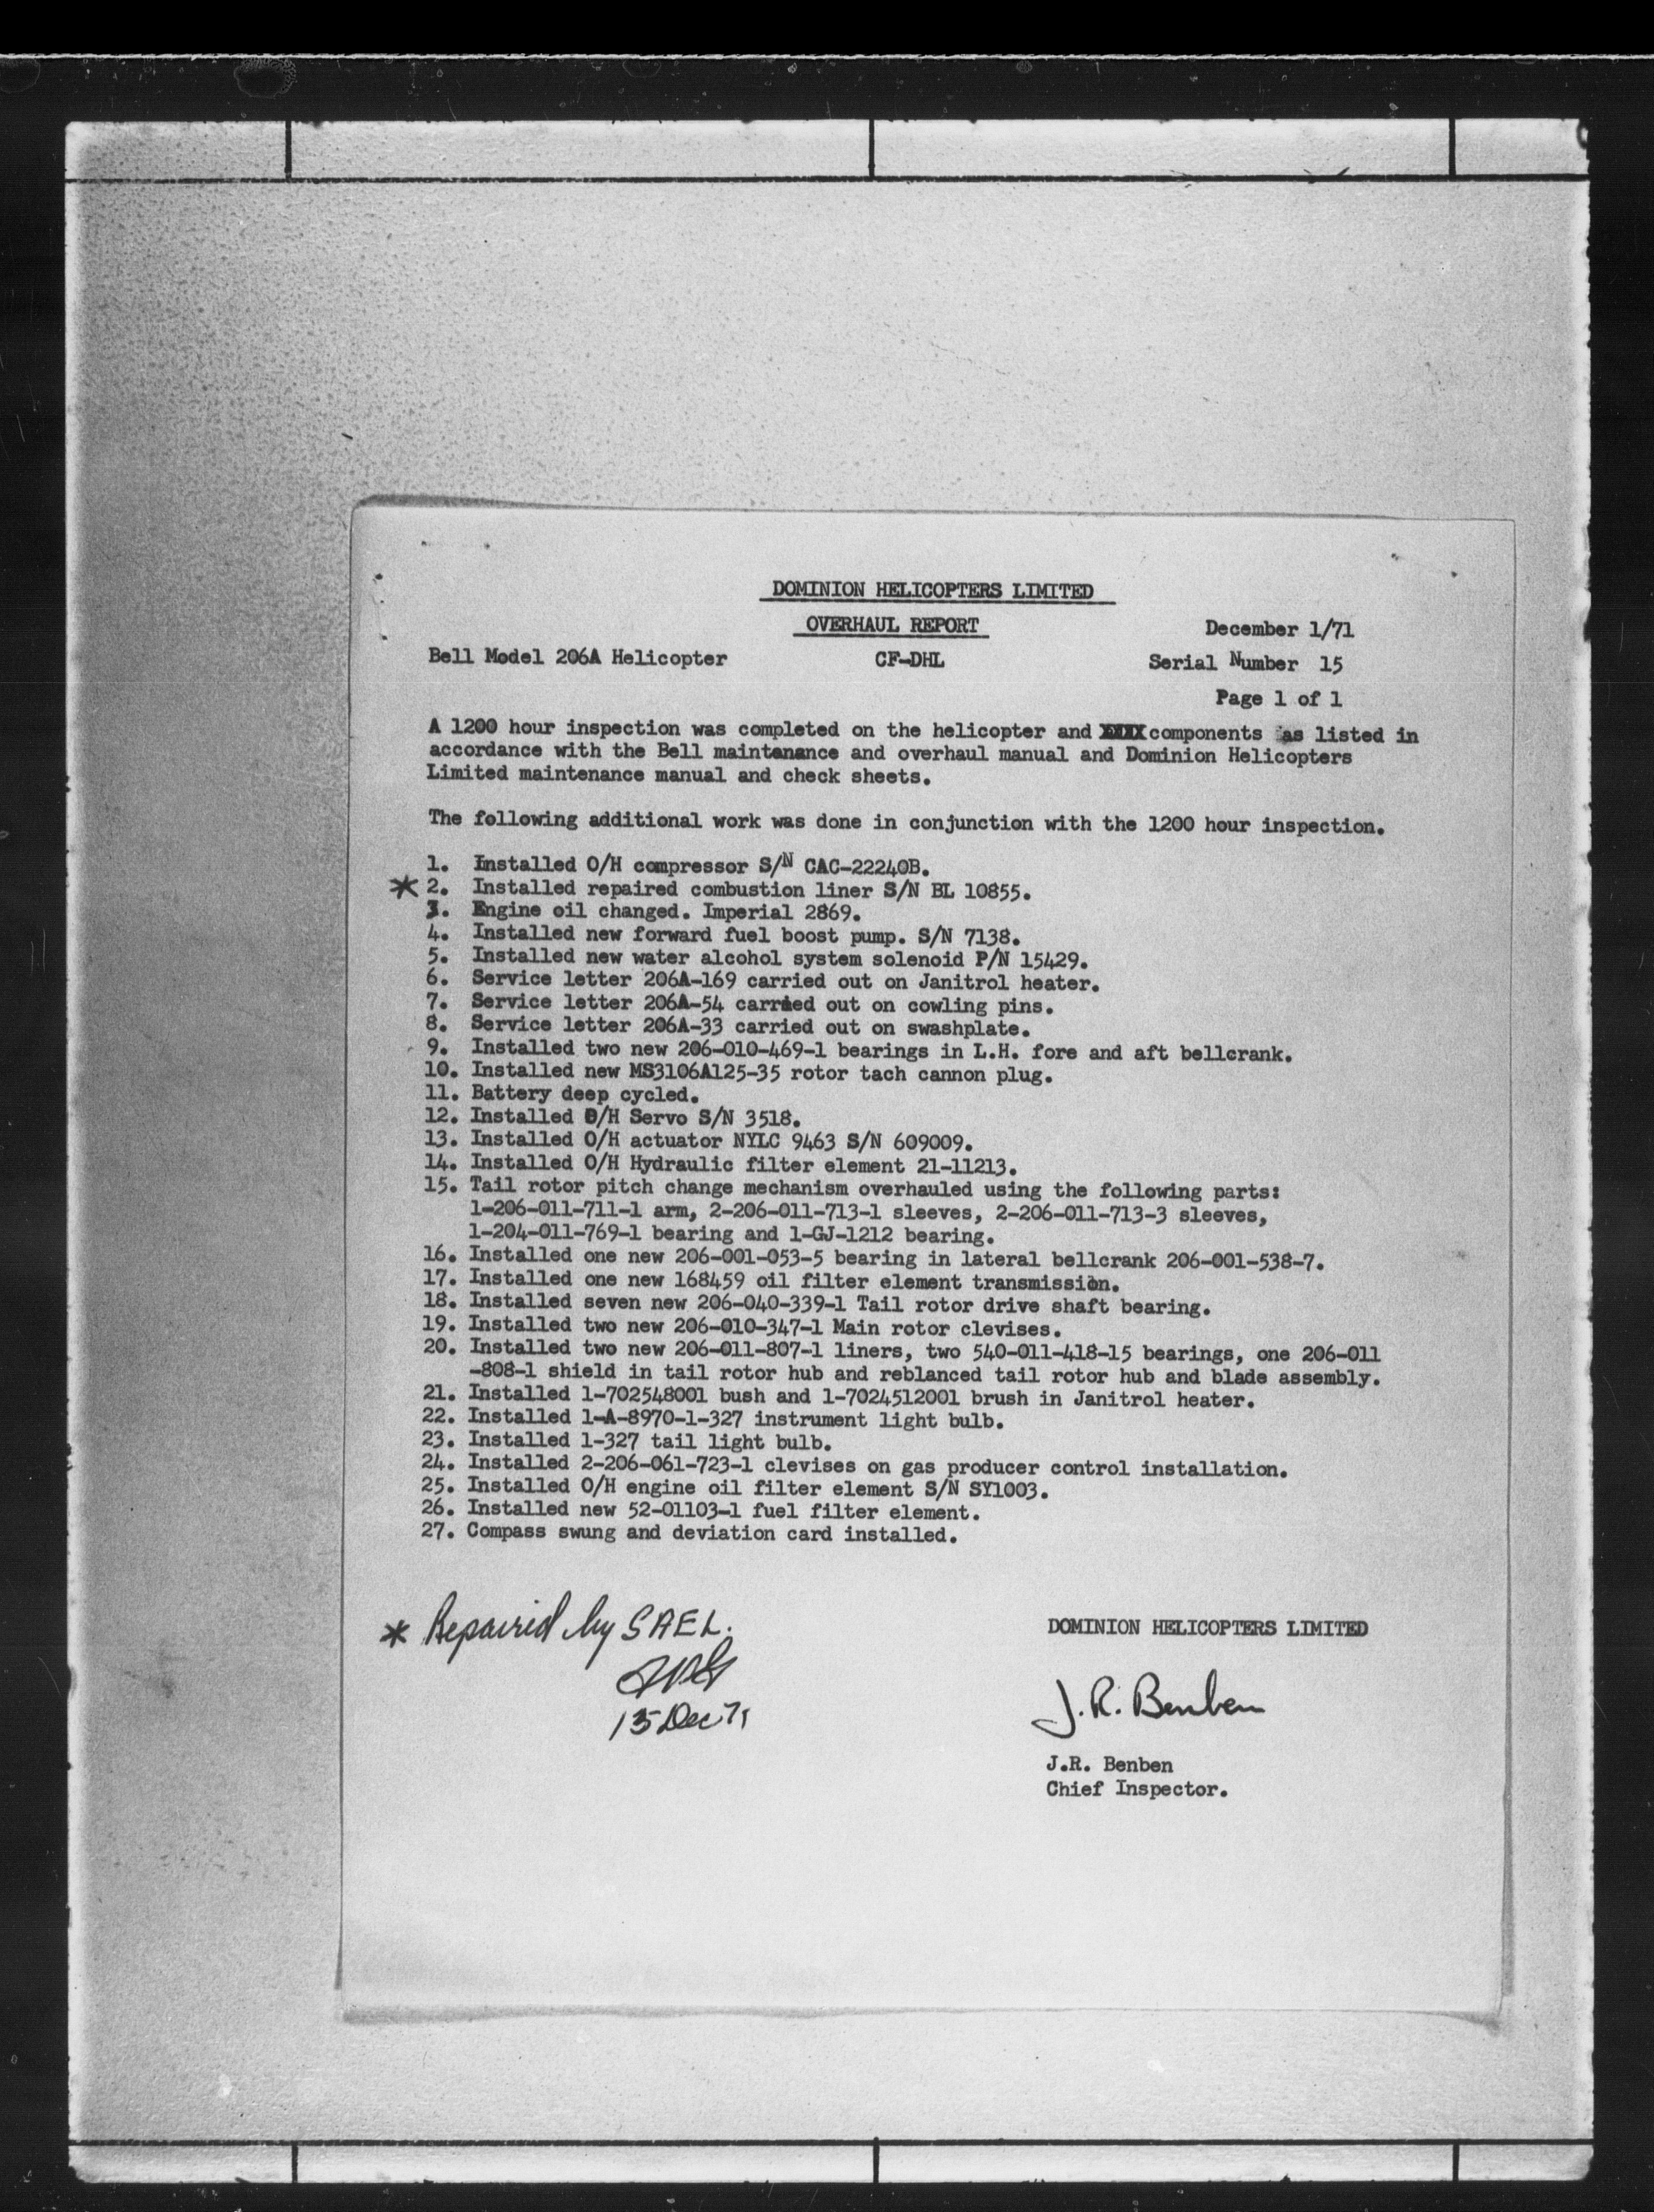 DOMINION HELICOPTERS LIMITED
OVERHAUL REPORT
December 1/71
Bell Model 206A Helicopter CF-DHL Serial Number 15
Page 1 of 1
A 1200 hour inspection was completed on the helicopter and components as listed in
accordance with the Bell maintenance and overhaul manual and Dominion Helicopters
Limited maintenance manual and check sheets.
The following additional work was done in conjunction with the 1200 hour inspection.
1. Installed O/H compressor S/N CAC-22240B.
* 2. Installed repaired combustion liner S/N BL 10855.
3. Engine oil changed. Imperial 2869.
4. Installed new forward fuel boost pump. S/N 7138.
5. Installed new water alcohol system solenoid P/N 15429.
6. Service letter 206A-169 carried out on Janitrol heater.
7. Service letter 206A-54 carried out on cowling pins.
8. Service letter 206A-33 carried out on swashplate.
9. Installed two new 206-010-469-1 bearings in L.H. fore and aft bellcrank.
10. Installed new MS3106A125-35 rotor tach cannon plug.
11. Battery deep cycled.
12. Installed O/H Servo S/N 3518.
13. Installed O/H actuator NYLC 9463 S/N 609009.
14. Installed O/H Hydraulic filter element 21-11213.
15. Tail rotor pitch change mechanism overhauled using the following parts:
1-206-011-711-1 arm, 2-206-011-713-1 sleeves, 2-206-011-713-3 sleeves,
1-204-011-769-1 bearing and 1-GJ-1212 bearing.
16. Installed one new 206-001-053-5 bearing in lateral bellcrank 206-001-538-7.
17. Installed one new 168459 oil filter element transmission.
18. Installed seven new 206-040-339-1 Tail rotor drive shaft bearing.
19. Installed two new 206-010-347-1 Main rotor clevises.
20. Installed two new 206-011-807-1 liners, two 540-011-418-15 bearings, one 206-011
-808-1 shield in tail rotor hub and reblanced tail rotor hub and blade assembly.
21. Installed 1-702548001 bush and 1-7024512001 brush in Janitrol heater.
22. Installed 1-A-8970-1-327 instrument light bulb.
23. Installed 1-327 tail light bulb.
24. Installed 2-206-061-723-1 clevises on gas producer control installation.
25. Installed O/H engine oil filter element S/N SY1003.
26. Installed new 52-01103-1 fuel filter element.
27. Compass swung and deviation card installed.
* Repaired by SAEL.
15 Dec 71
DOMINION HELICOPTERS LIMITED
J.R. Benben
J.R. Benben
Chief Inspector.